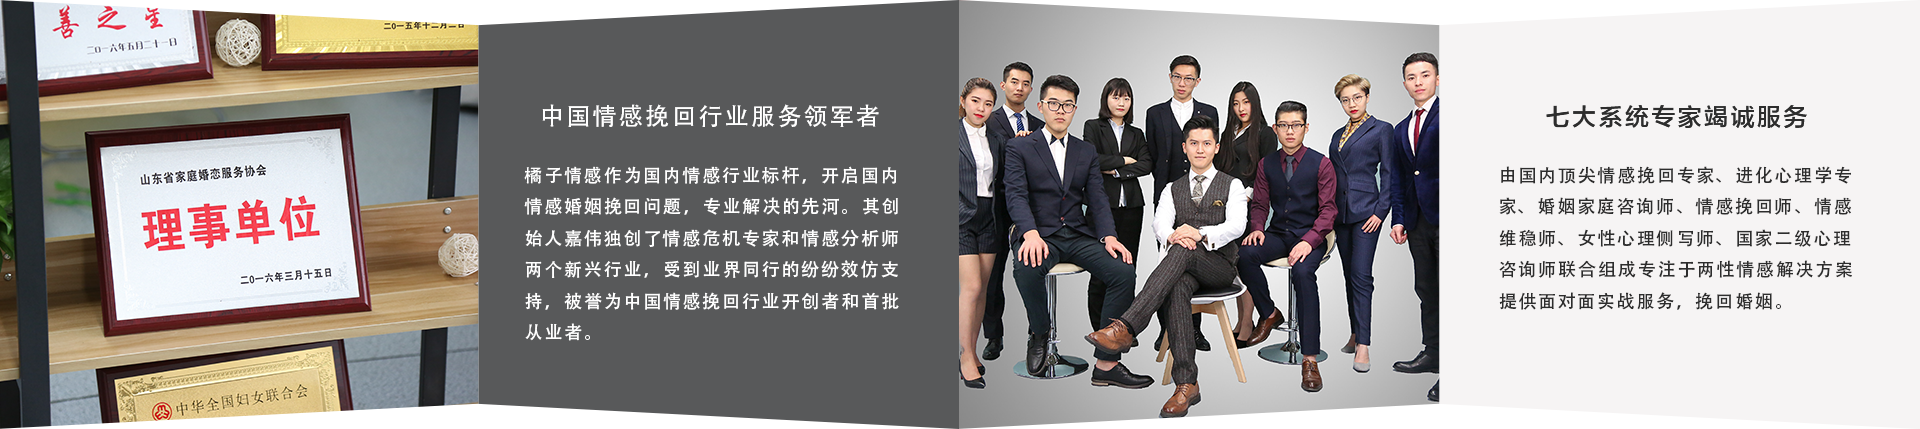 善之星
二〇一六年五月二十一日
二〇一五年十二月二日
山东省家庭婚恋服务协会
理事单位
二〇一六年三月十五日
中华全国妇女联合会
中国情感挽回行业服务领军者
橘子情感作为国内情感行业标杆，开启国内
情感婚姻挽回问题，专业解决的先河。其创
始人嘉伟独创了情感危机专家和情感分析师
两个新兴行业，受到业界同行的纷纷效仿支
持，被誉为中国情感挽回行业开创者和首批
从业者。
七大系统专家竭诚服务
由国内顶尖情感挽回专家、进化心理学专
家、婚姻家庭咨询师、情感挽回师、情感
维稳师、女性心理侧写师、国家二级心理
咨询师联合组成专注于两性情感解决方案
提供面对面实战服务，挽回婚姻。